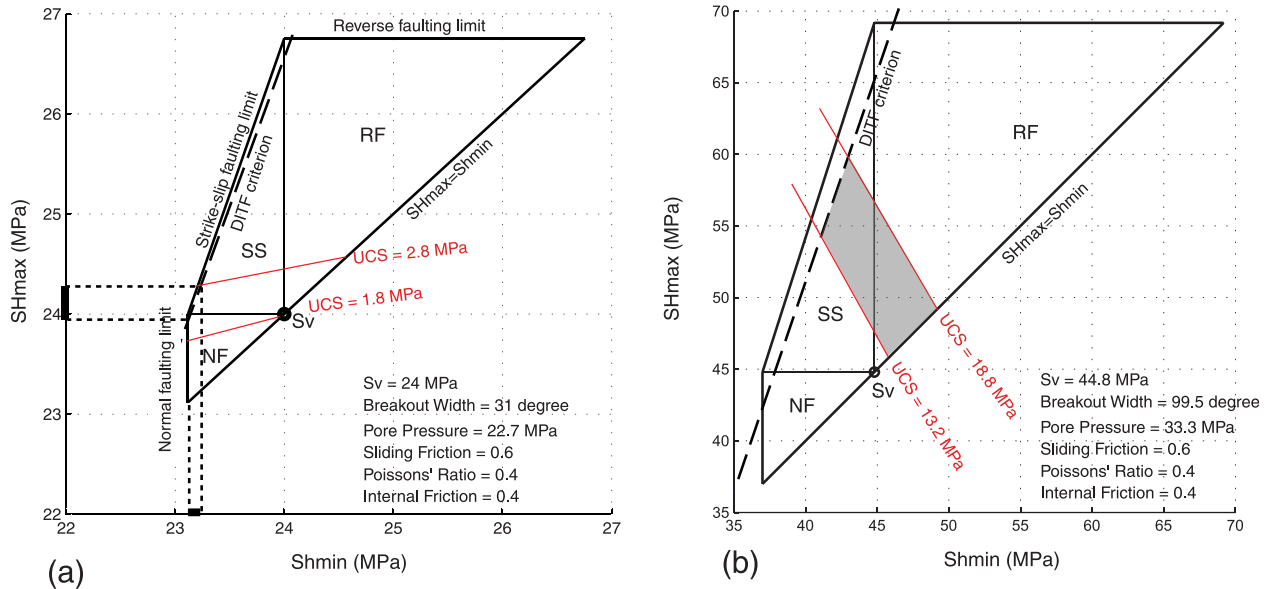 27
26
25
24
23
22
22
23
24
25
26
27
SHmax (MPa)
Shmin (MPa)
Reverse faulting limit
Strike-slip faulting limit
DITF criterion
RF
SHmax=Shmin
SS
UCS = 2.8 MPa
UCS = 1.8 MPa
Sv
NF
Normal faulting limit
Sv = 24 MPa
Breakout Width = 31 degree
Pore Pressure = 22.7 MPa
Sliding Friction = 0.6
Poissons' Ratio = 0.4
Internal Friction = 0.4
(a)
70
65
60
55
50
45
40
35
35
40
45
50
55
60
65
70
SHmax (MPa)
Shmin (MPa)
DITF criterion
RF
SHmax=Shmin
SS
Sv
NF
UCS = 18.8 MPa
UCS = 13.2 MPa
Sv = 44.8 MPa
Breakout Width = 99.5 degree
Pore Pressure = 33.3 MPa
Sliding Friction = 0.6
Poissons' Ratio = 0.4
Internal Friction = 0.4
(b)